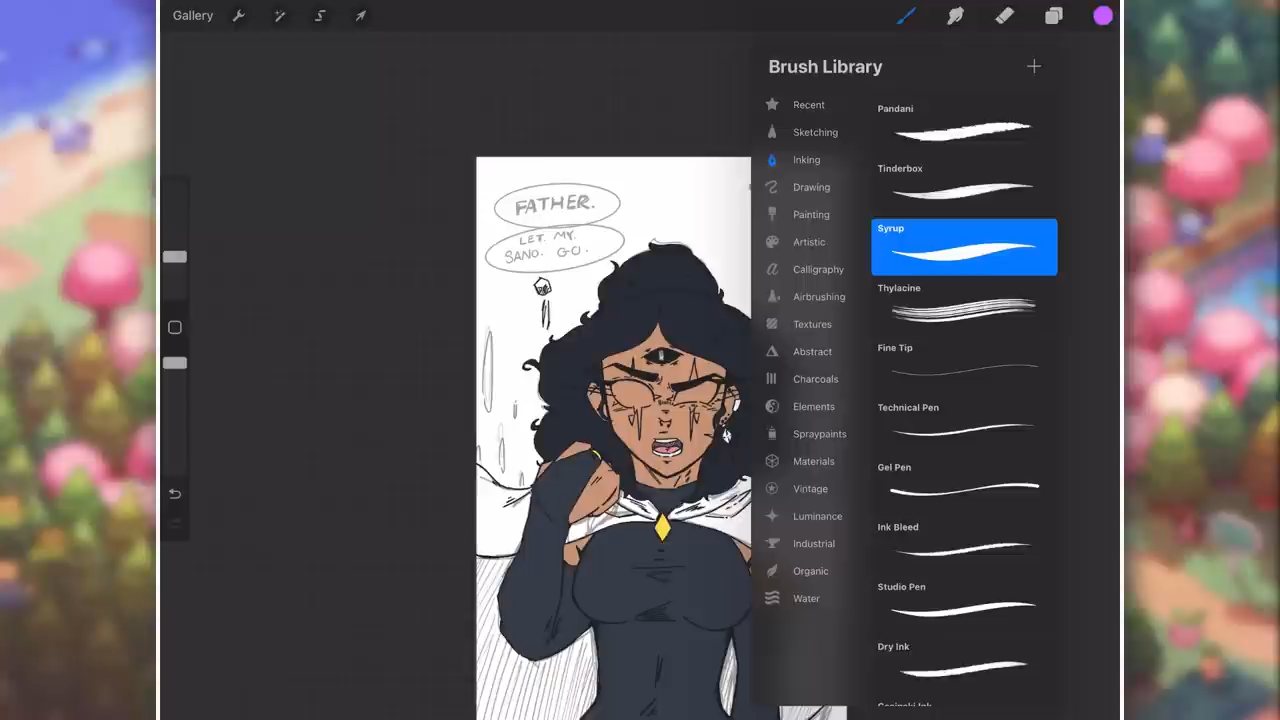 Gallery
Brush Library
Recent
Sketching
Inking
Drawing
Painting
Artistic
Calligraphy
Airbrushing
Textures
Abstract
Charcoals
Elements
Spraypaints
Materials
Vintage
Luminance
Industrial
Organic
Water
Pandani
Tinderbox
Syrup
Thylacine
Fine Tip
Technical Pen
Gel Pen
Ink Bleed
Studio Pen
Dry Ink
FATHER.
LET. MY.
SANO. GO.